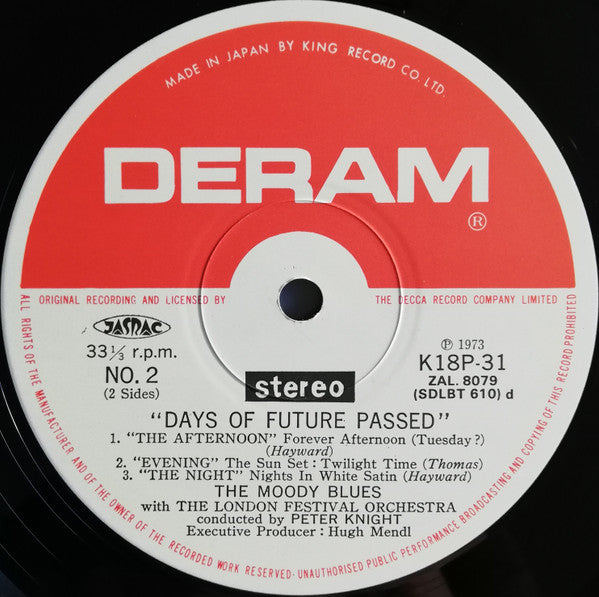 MADE IN JAPAN BY KING RECORD CO. LTD.
DERAM
®
ORIGINAL RECORDING AND LICENSED BY THE DECCA RECORD COMPANY LIMITED
JASRAC
33 1/3 r.p.m.
NO. 2
(2 Sides)
stereo
Ⓟ 1973
K18P-31
ZAL. 8079
(SDLBT 610) d
"DAYS OF FUTURE PASSED"
1. "THE AFTERNOON" Forever Afternoon (Tuesday?)
(Hayward)
2. "EVENING" The Sun Set : Twilight Time (Thomas)
3. "THE NIGHT" Nights In White Satin (Hayward)
THE MOODY BLUES
with THE LONDON FESTIVAL ORCHESTRA
conducted by PETER KNIGHT
Executive Producer : Hugh Mendl
ALL RIGHTS OF THE MANUFACTURER AND OF THE OWNER OF THE RECORDED WORK RESERVED·UNAUTHORISED PUBLIC PERFORMANCE BROADCASTING AND COPYING OF THIS RECORD PROHIBITED